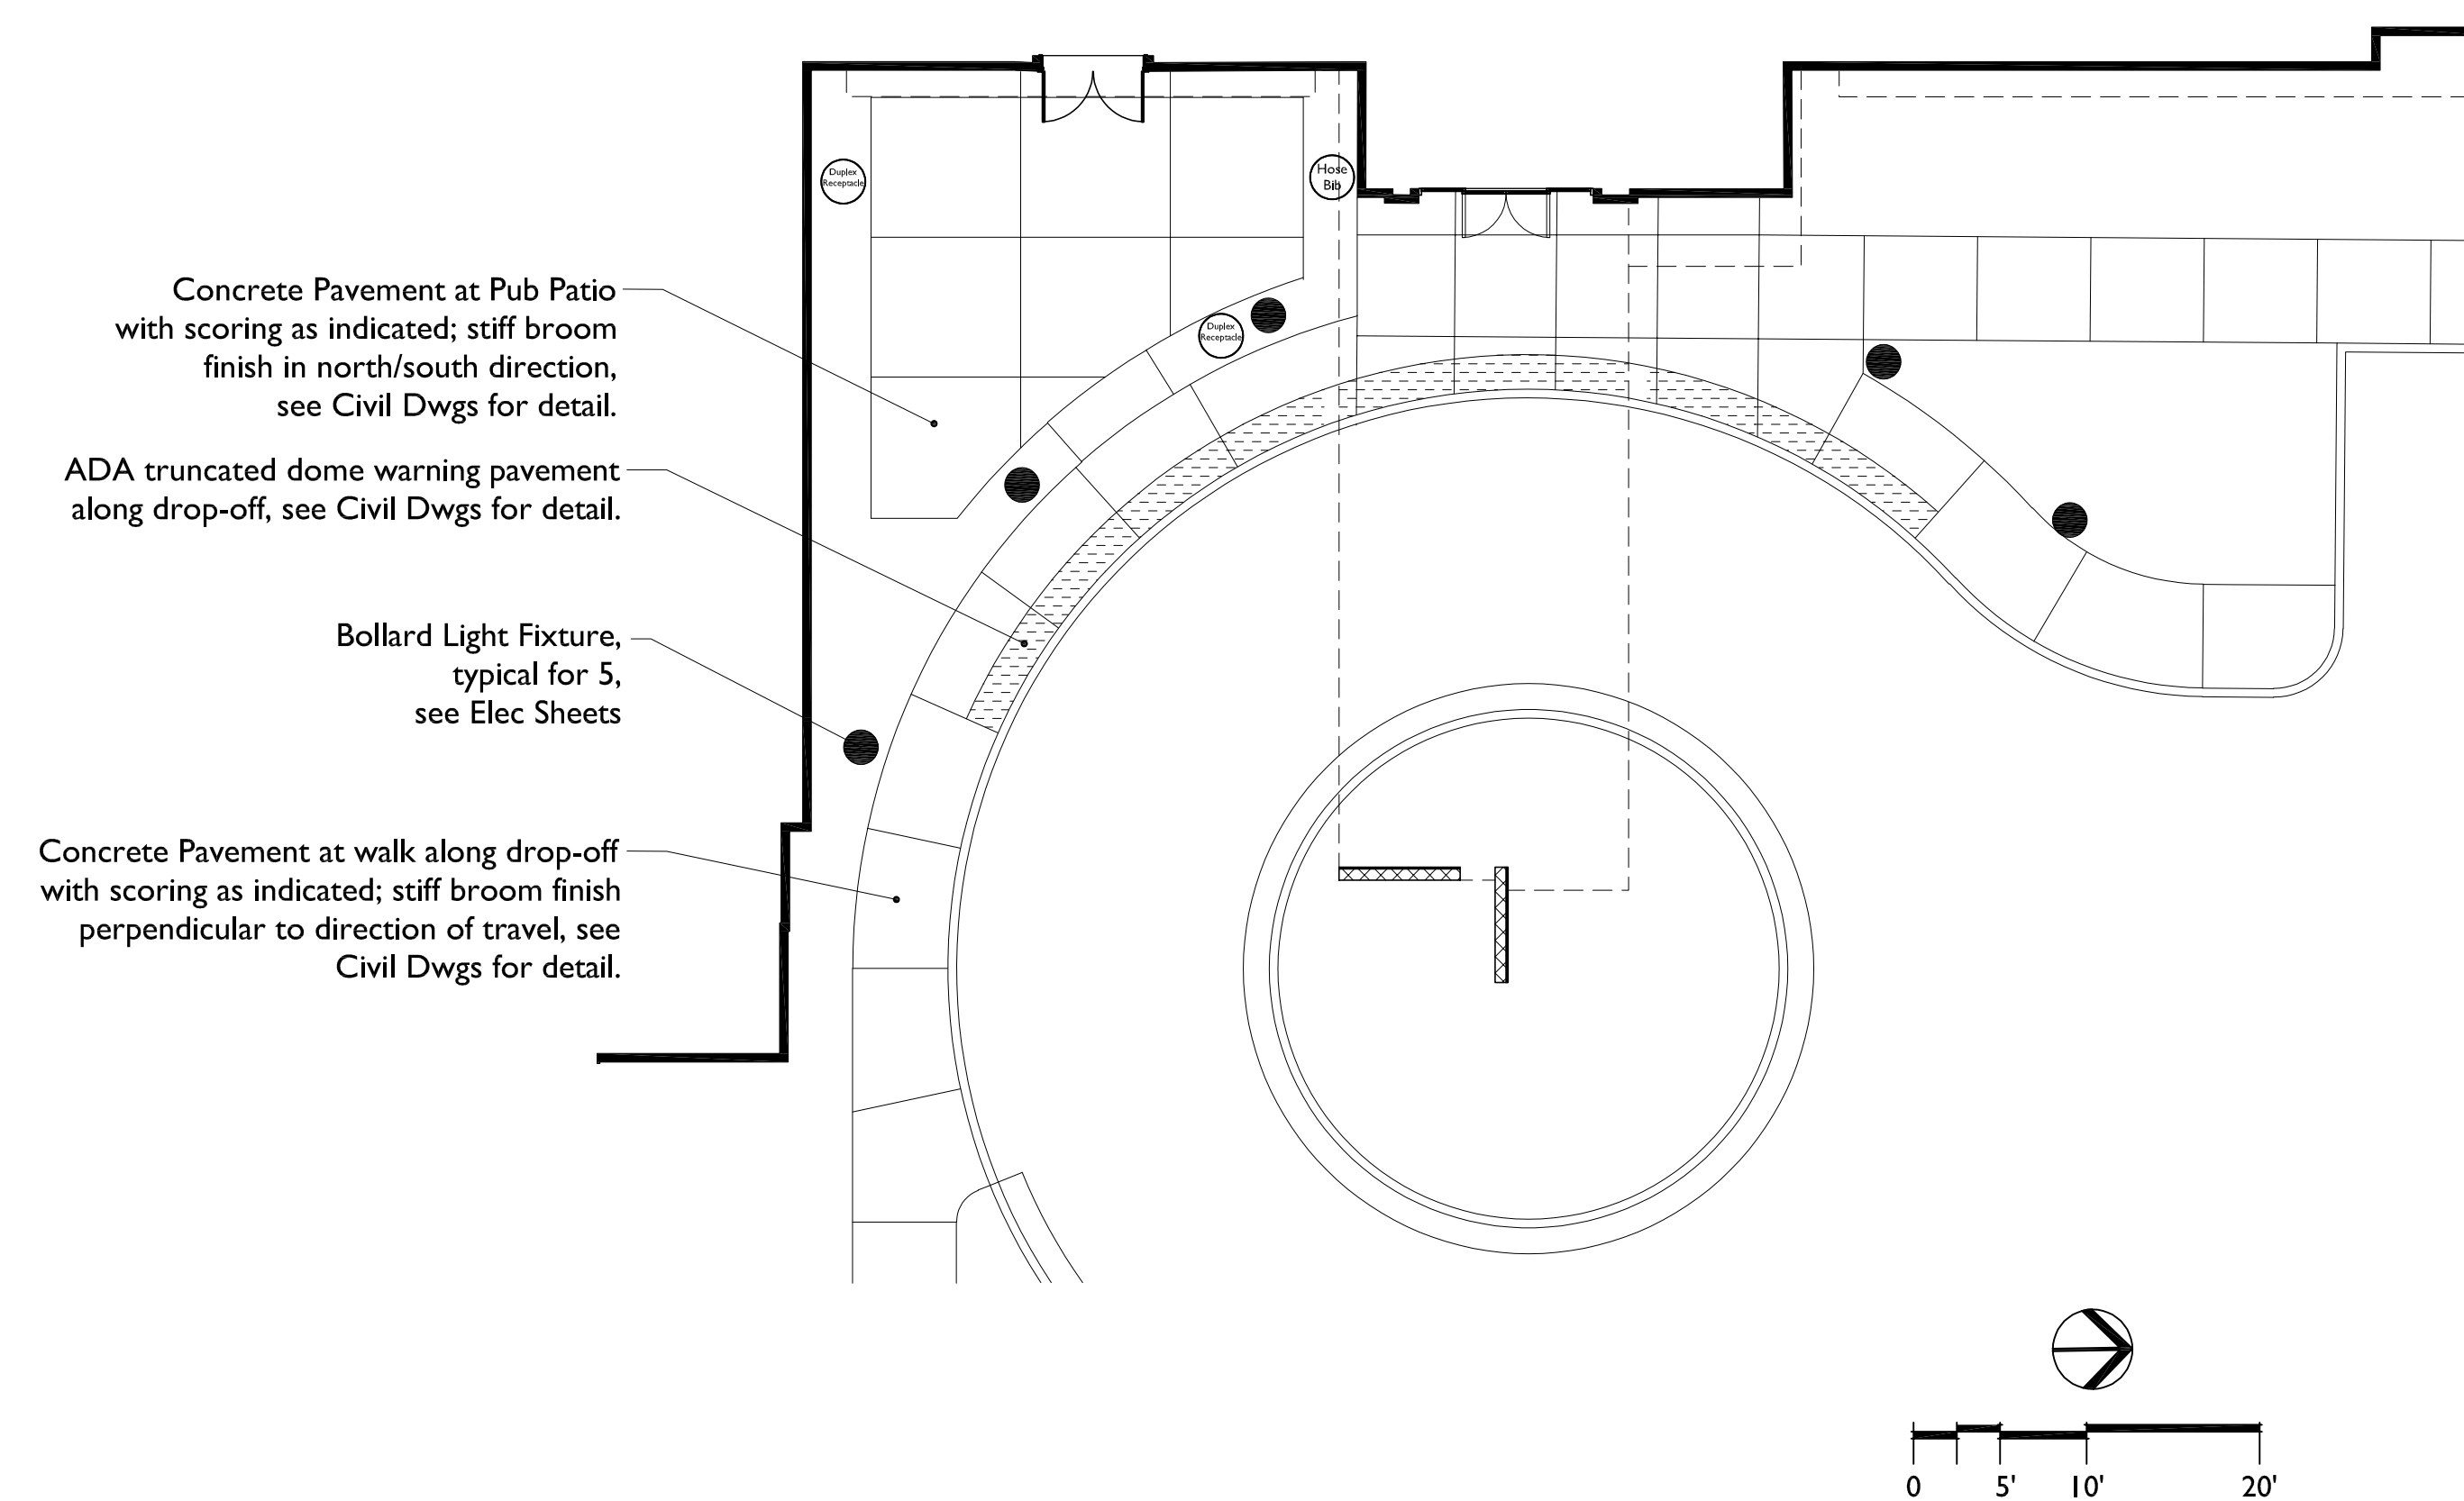 Duplex
Receptacle
Hose
Bib
Concrete Pavement at Pub Patio
with scoring as indicated; stiff broom
finish in north/south direction,
see Civil Dwgs for detail.
Duplex
Receptacle
ADA truncated dome warning pavement
along drop-off, see Civil Dwgs for detail.
Bollard Light Fixture,
typical for 5,
see Elec Sheets
Concrete Pavement at walk along drop-off
with scoring as indicated; stiff broom finish
perpendicular to direction of travel, see
Civil Dwgs for detail.
0 5' 10' 20'